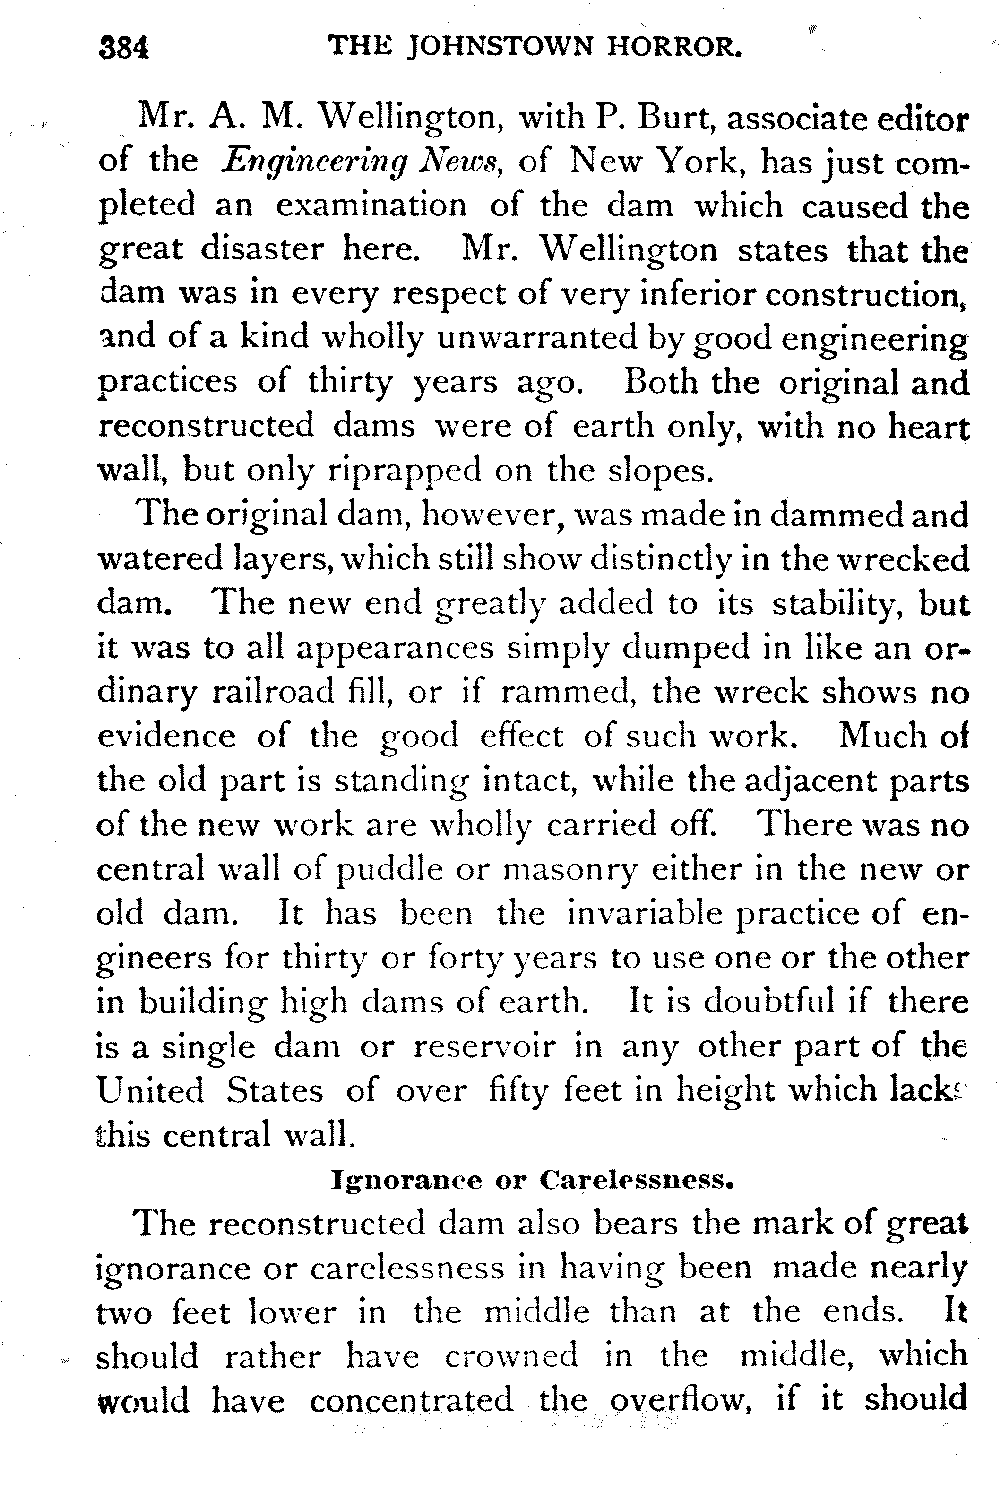 384 THE JOHNSTOWN HORROR.
Mr. A. M. Wellington, with P. Burt, associate editor
of the Engineering News, of New York, has just com-
pleted an examination of the dam which caused the
great disaster here. Mr. Wellington states that the
dam was in every respect of very inferior construction,
and of a kind wholly unwarranted by good engineering
practices of thirty years ago. Both the original and
reconstructed dams were of earth only, with no heart
wall, but only riprapped on the slopes.
The original dam, however, was made in dammed and
watered layers, which still show distinctly in the wrecked
dam. The new end greatly added to its stability, but
it was to all appearances simply dumped in like an or-
dinary railroad fill, or if rammed, the wreck shows no
evidence of the good effect of such work. Much of
the old part is standing intact, while the adjacent parts
of the new work are wholly carried off. There was no
central wall of puddle or masonry either in the new or
old dam. It has been the invariable practice of en-
gineers for thirty or forty years to use one or the other
in building high dams of earth. It is doubtful if there
is a single dam or reservoir in any other part of the
United States of over fifty feet in height which lacks
this central wall.
Ignorance or Carelessness.
The reconstructed dam also bears the mark of great
ignorance or carelessness in having been made nearly
two feet lower in the middle than at the ends. It
should rather have crowned in the middle, which
would have concentrated the overflow, if it should